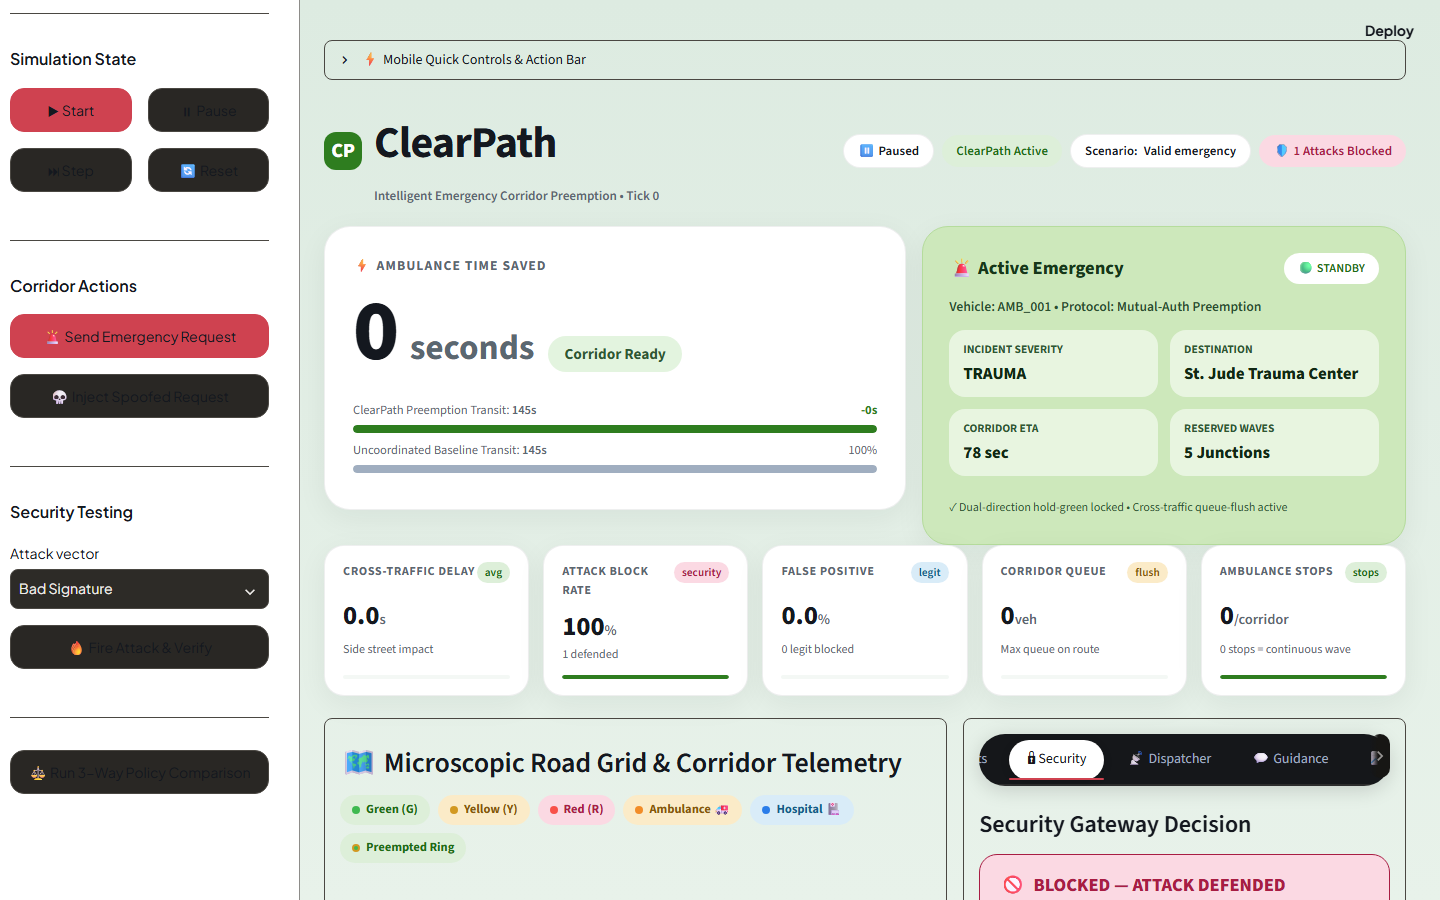 Simulation State
▶ Start
⏸ Pause
⏭ Step
🔄 Reset
Corridor Actions
🚨 Send Emergency Request
💀 Inject Spoofed Request
Security Testing
Attack vector
Bad Signature
🔥 Fire Attack & Verify
⚖️ Run 3-Way Policy Comparison
Deploy
⚡ Mobile Quick Controls & Action Bar
CP
ClearPath
Intelligent Emergency Corridor Preemption • Tick 0
⏸ Paused
ClearPath Active
Scenario: Valid emergency
🛡️ 1 Attacks Blocked
⚡ AMBULANCE TIME SAVED
0 seconds
Corridor Ready
ClearPath Preemption Transit: 145s
-0s
Uncoordinated Baseline Transit: 145s
100%
🚨 Active Emergency
🟢 STANDBY
Vehicle: AMB_001 • Protocol: Mutual-Auth Preemption
INCIDENT SEVERITY
TRAUMA
DESTINATION
St. Jude Trauma Center
CORRIDOR ETA
78 sec
RESERVED WAVES
5 Junctions
✓ Dual-direction hold-green locked • Cross-traffic queue-flush active
CROSS-TRAFFIC DELAY
avg
0.0s
Side street impact
ATTACK BLOCK
RATE
security
100%
1 defended
FALSE POSITIVE
legit
0.0%
0 legit blocked
CORRIDOR QUEUE
flush
0veh
Max queue on route
AMBULANCE STOPS
stops
0/corridor
0 stops = continuous wave
🗺️ Microscopic Road Grid & Corridor Telemetry
Green (G)
Yellow (Y)
Red (R)
Ambulance 🚑
Hospital 🏥
Preempted Ring
🔒 Security
📡 Dispatcher
💬 Guidance
Security Gateway Decision
🚫 BLOCKED — ATTACK DEFENDED